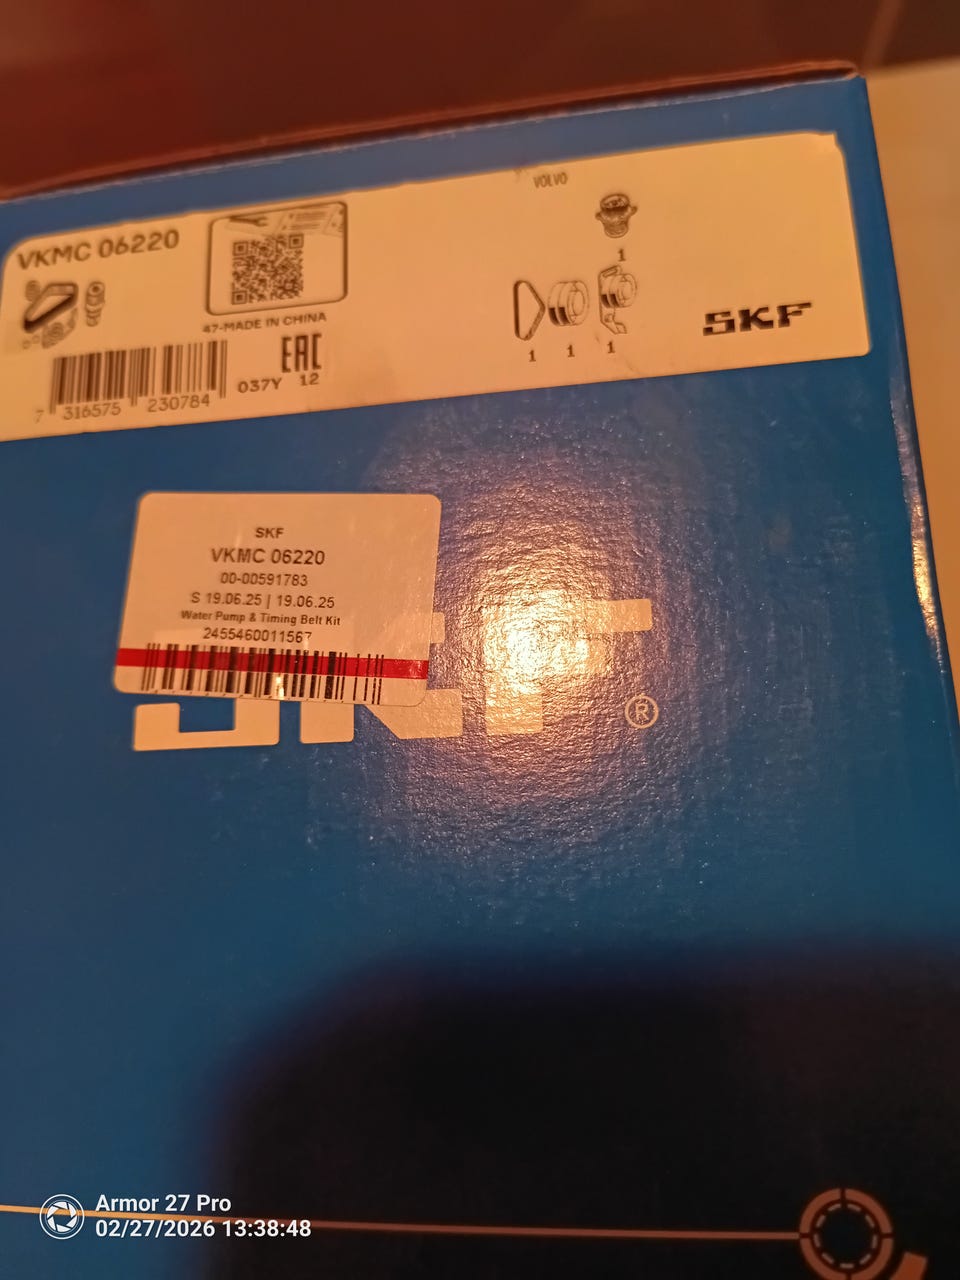 VKMC 06220
47-MADE IN CHINA
EAC
037Y 12
7 316575 230784
VOLVO
1
1 1 1
SKF
SKF
VKMC 06220
00-00591783
S 19.06.25 | 19.06.25
Water Pump & Timing Belt Kit
2455460011567
SKF ®
Armor 27 Pro
02/27/2026 13:38:48